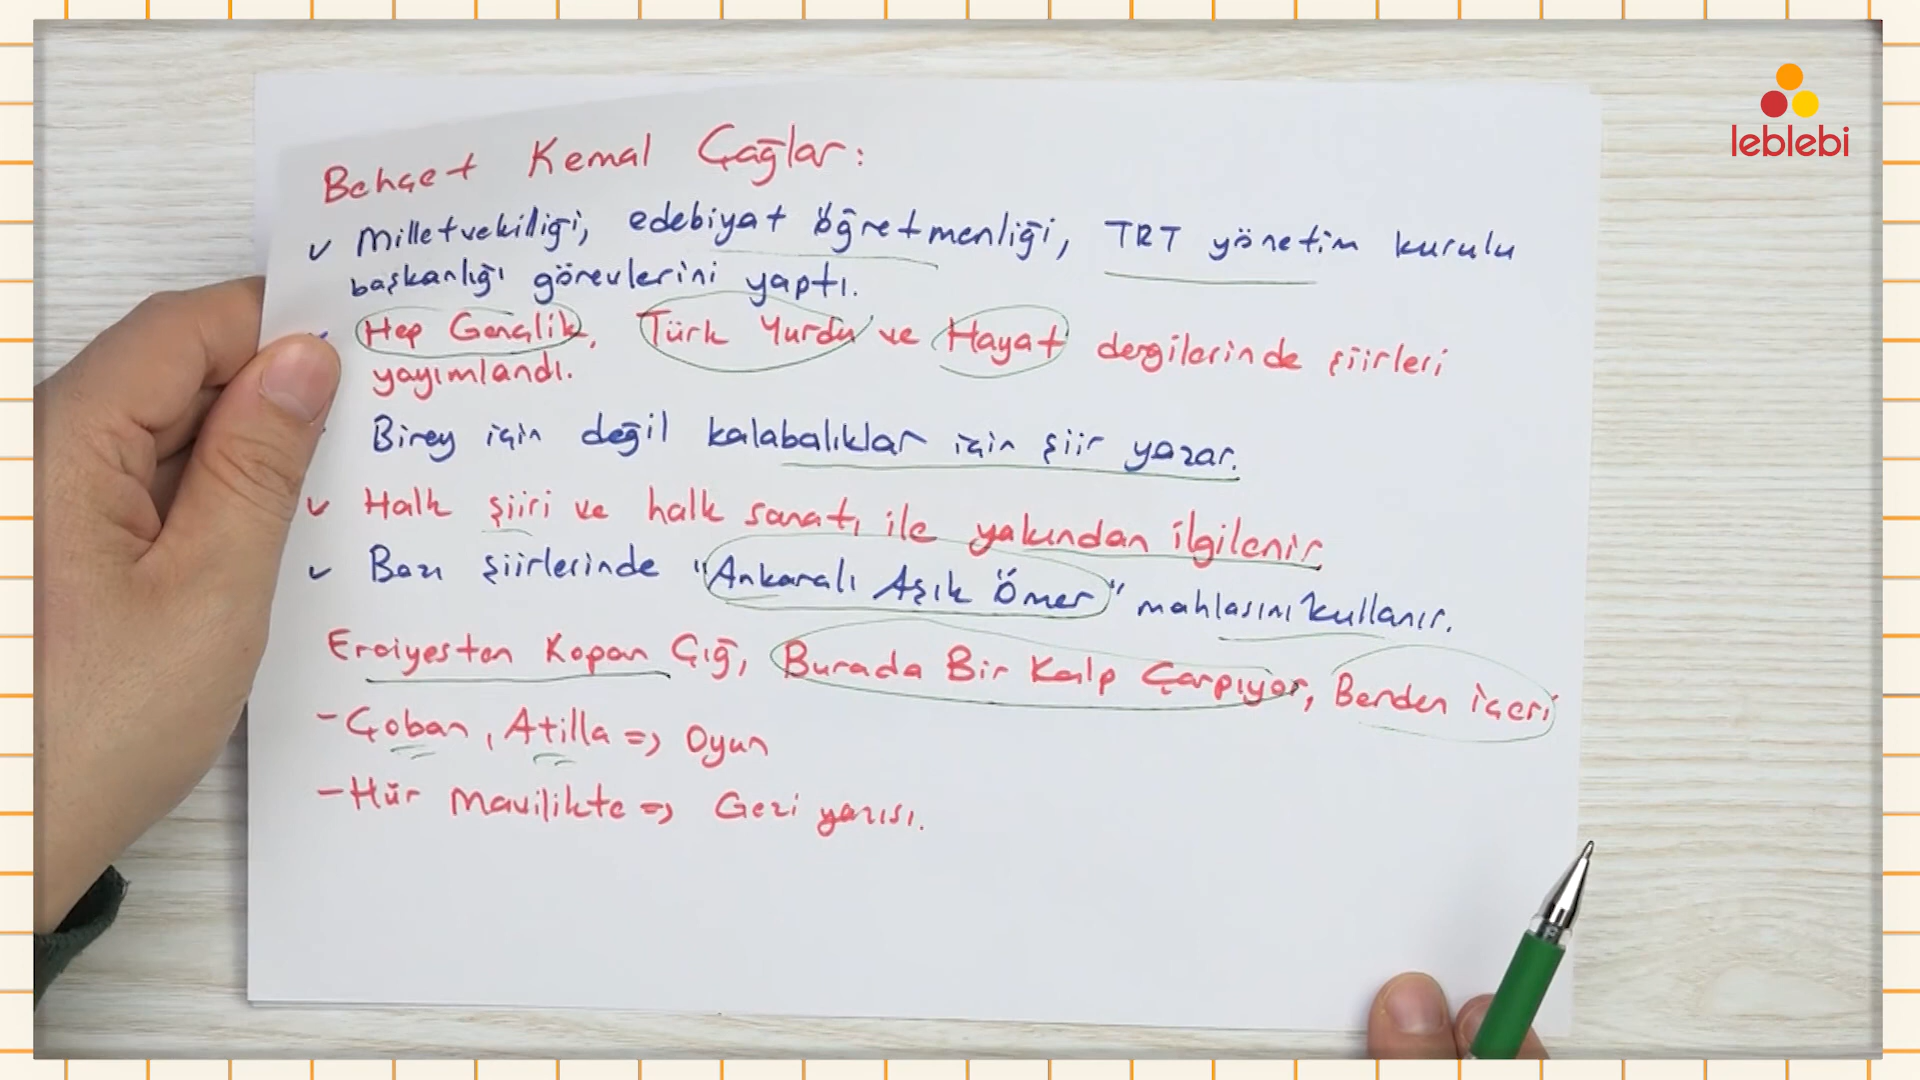 leblebi
Behçet Kemal Çağlar:
✓ Milletvekilliği, edebiyat öğretmenliği, TRT yönetim kurulu
başkanlığı görevlerini yaptı.
Hep Gençlik, Türk Yurdu ve Hayat dergilerinde şiirleri
yayımlandı.
Birey için değil kalabalıklar için şiir yazar.
✓ Halk şiiri ve halk sanatı ile yakından ilgilenir
✓ Bazı şiirlerinde "Ankaralı Aşık Ömer" mahlasını kullanır.
Erciyesten Kopan Çığ, Burada Bir Kalp Çarpıyor, Benden İçeri
- Çoban, Atilla => Oyun
- Hür Mavilikte => Gezi yazısı.